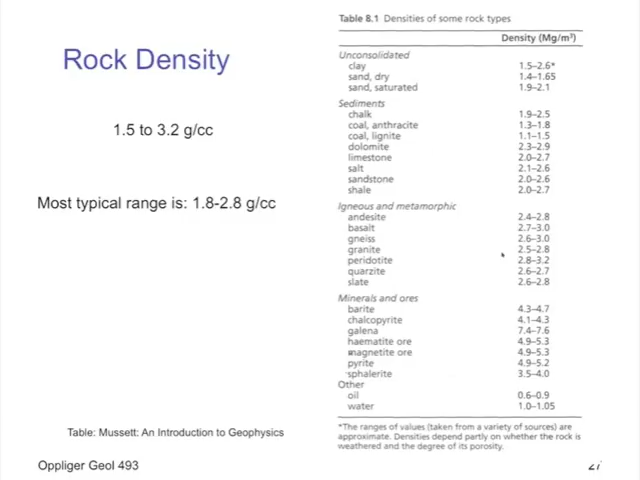 Rock Density
1.5 to 3.2 g/cc
Most typical range is: 1.8-2.8 g/cc
Table: Mussett: An Introduction to Geophysics
Oppliger Geol 493
Table 8.1 Densities of some rock types
Density (Mg/m³)
Unconsolidated
clay 1.5–2.6*
sand, dry 1.4–1.65
sand, saturated 1.9–2.1
Sediments
chalk 1.9–2.5
coal, anthracite 1.3–1.8
coal, lignite 1.1–1.5
dolomite 2.3–2.9
limestone 2.0–2.7
salt 2.1–2.6
sandstone 2.0–2.6
shale 2.0–2.7
Igneous and metamorphic
andesite 2.4–2.8
basalt 2.7–3.0
gneiss 2.6–3.0
granite 2.5–2.8
peridotite 2.8–3.2
quarzite 2.6–2.7
slate 2.6–2.8
Minerals and ores
barite 4.3–4.7
chalcopyrite 4.1–4.3
galena 7.4–7.6
haematite ore 4.9–5.3
magnetite ore 4.9–5.3
pyrite 4.9–5.2
sphalerite 3.5–4.0
Other
oil 0.6–0.9
water 1.0–1.05
*The ranges of values (taken from a variety of sources) are
approximate. Densities depend partly on whether the rock is
weathered and the degree of its porosity.